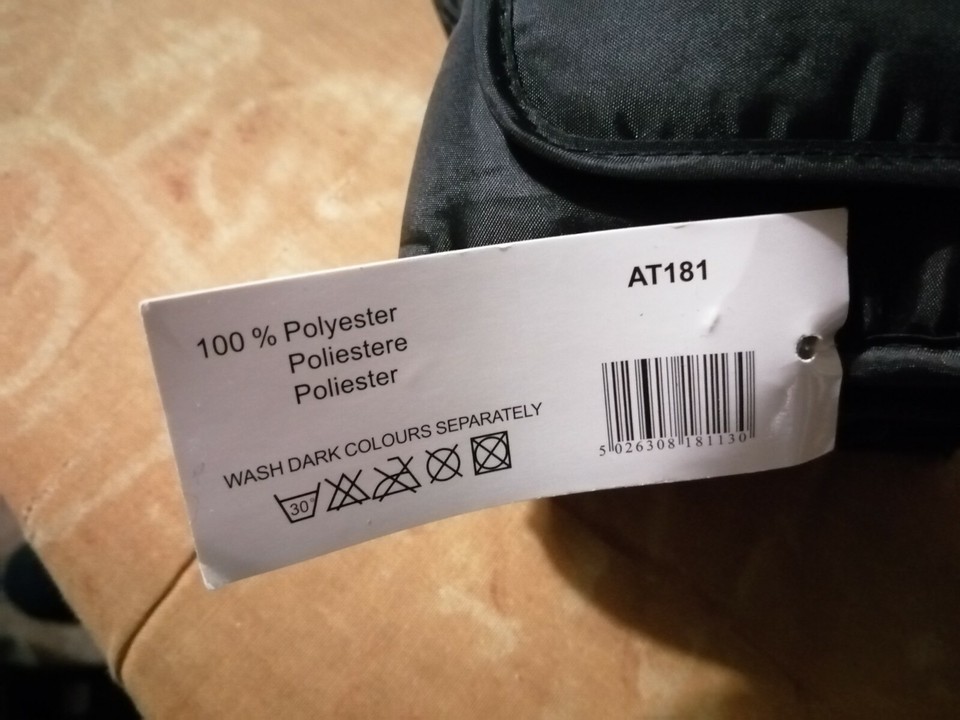 AT181
100 % Polyester
Poliestere
Poliester
WASH DARK COLOURS SEPARATELY
30°
5 026308 181130